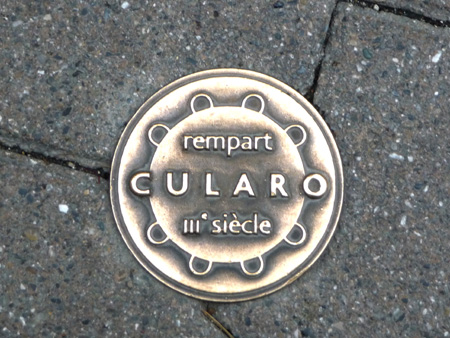 rempart
CULARO
IIIᵉ siècle